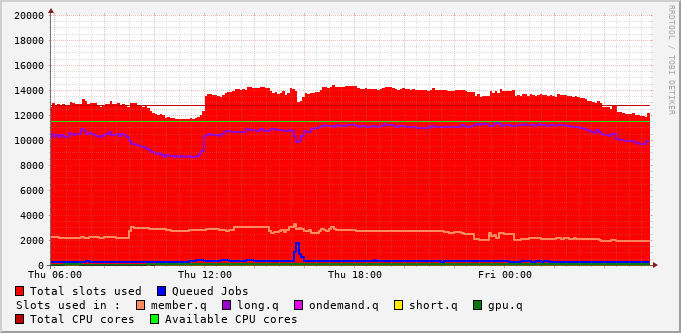 20000
18000
16000
14000
12000
10000
8000
6000
4000
2000
0
Thu 06:00 Thu 12:00 Thu 18:00 Fri 00:00
RRDTOOL / TOBI OETIKER
Total slots used Queued Jobs
Slots used in : member.q long.q ondemand.q short.q gpu.q
Total CPU cores Available CPU cores